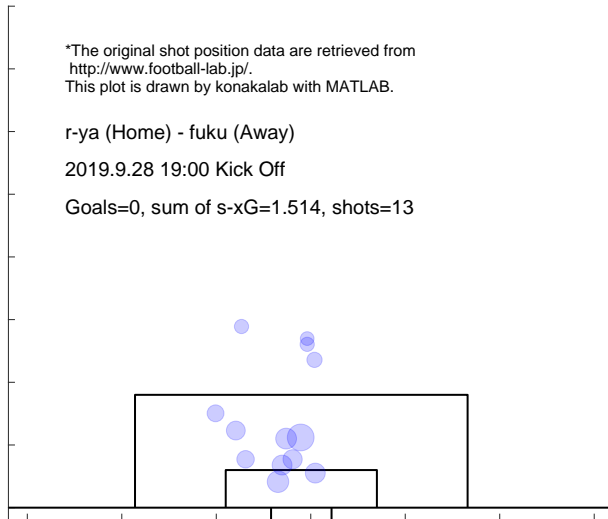 *The original shot position data are retrieved from
http://www.football-lab.jp/.
This plot is drawn by konakalab with MATLAB.
r-ya (Home) - fuku (Away)
2019.9.28 19:00 Kick Off
Goals=0, sum of s-xG=1.514, shots=13